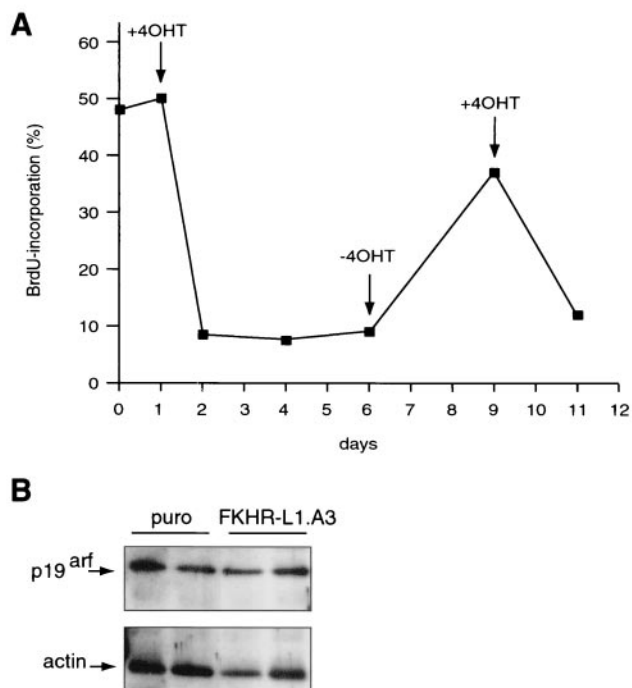 A
+4OHT
+4OHT
-4OHT
BrdU-incorporation (%)
60
50
40
30
20
10
0
0 1 2 3 4 5 6 7 8 9 10 11 12
days
B
puro FKHR-L1.A3
p19arf
actin